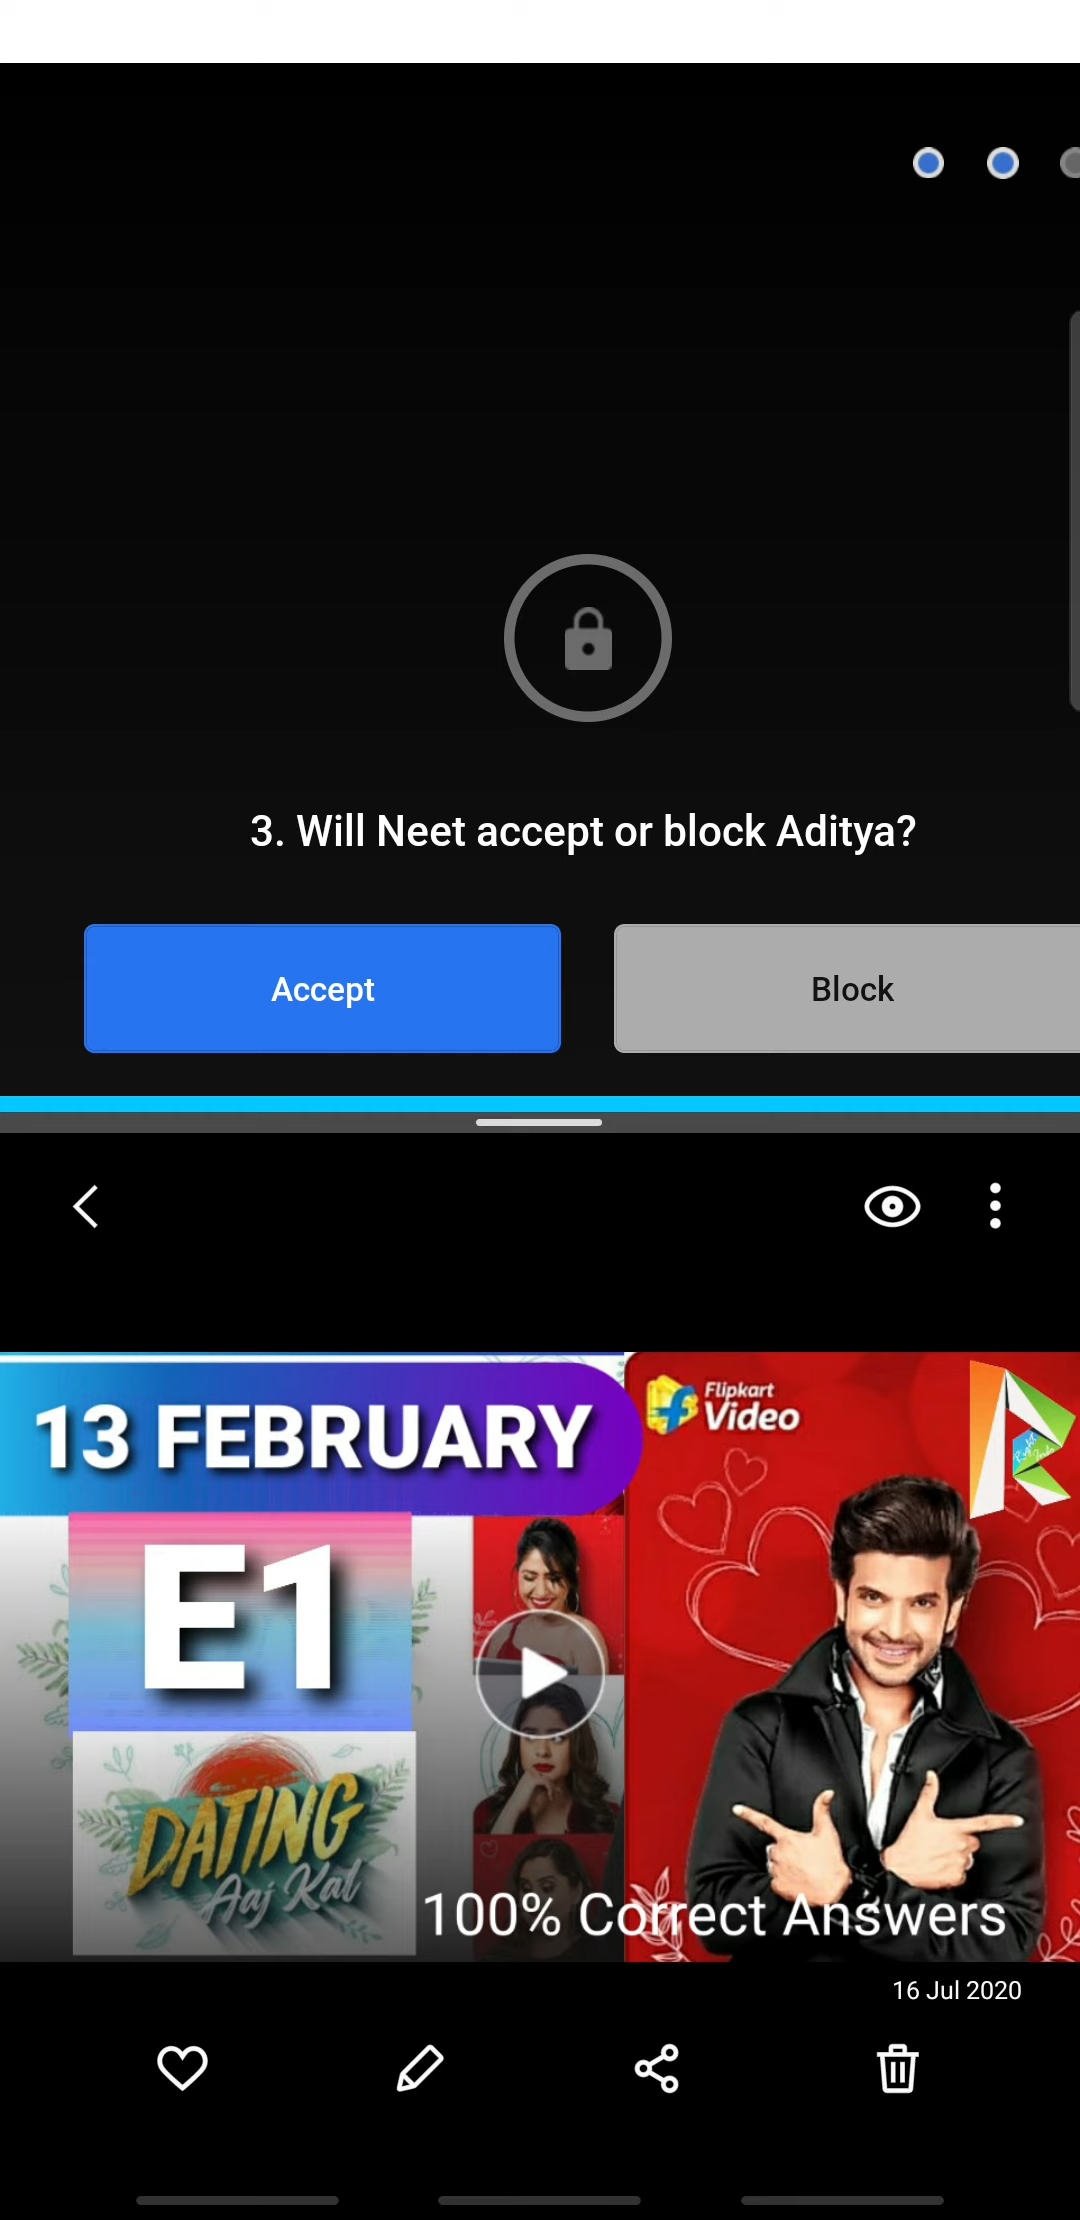 3. Will Neet accept or block Aditya?
Accept
Block
13 FEBRUARY
Flipkart
Video
E1
DATING
Aaj Kal
100% Correct Answers
16 Jul 2020